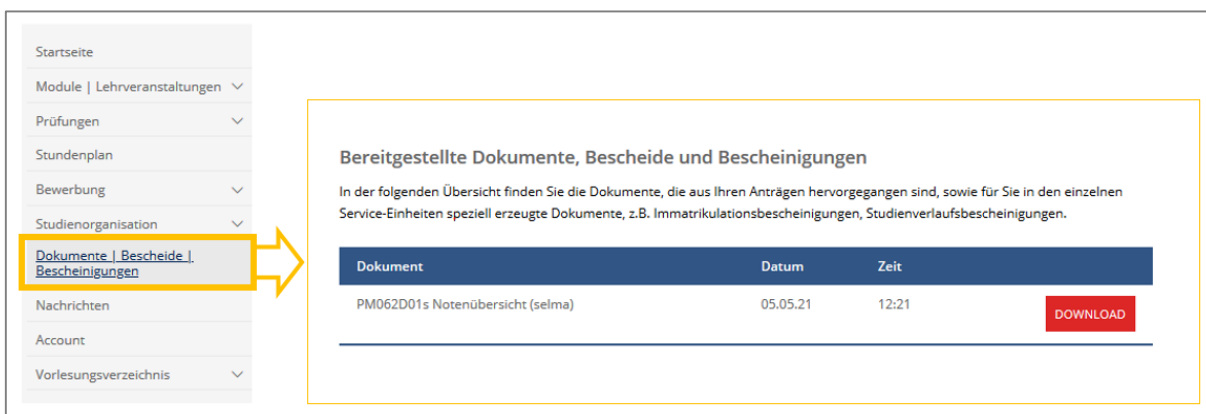 Startseite
Module | Lehrveranstaltungen
Prüfungen
Stundenplan
Bewerbung
Studienorganisation
Dokumente | Bescheide |
Bescheinigungen
Nachrichten
Account
Vorlesungsverzeichnis
Bereitgestellte Dokumente, Bescheide und Bescheinigungen
In der folgenden Übersicht finden Sie die Dokumente, die aus Ihren Anträgen hervorgegangen sind, sowie für Sie in den einzelnen
Service-Einheiten speziell erzeugte Dokumente, z.B. Immatrikulationsbescheinigungen, Studienverlaufsbescheinigungen.
Dokument Datum Zeit
PM062D01s Notenübersicht (selma) 05.05.21 12:21 DOWNLOAD